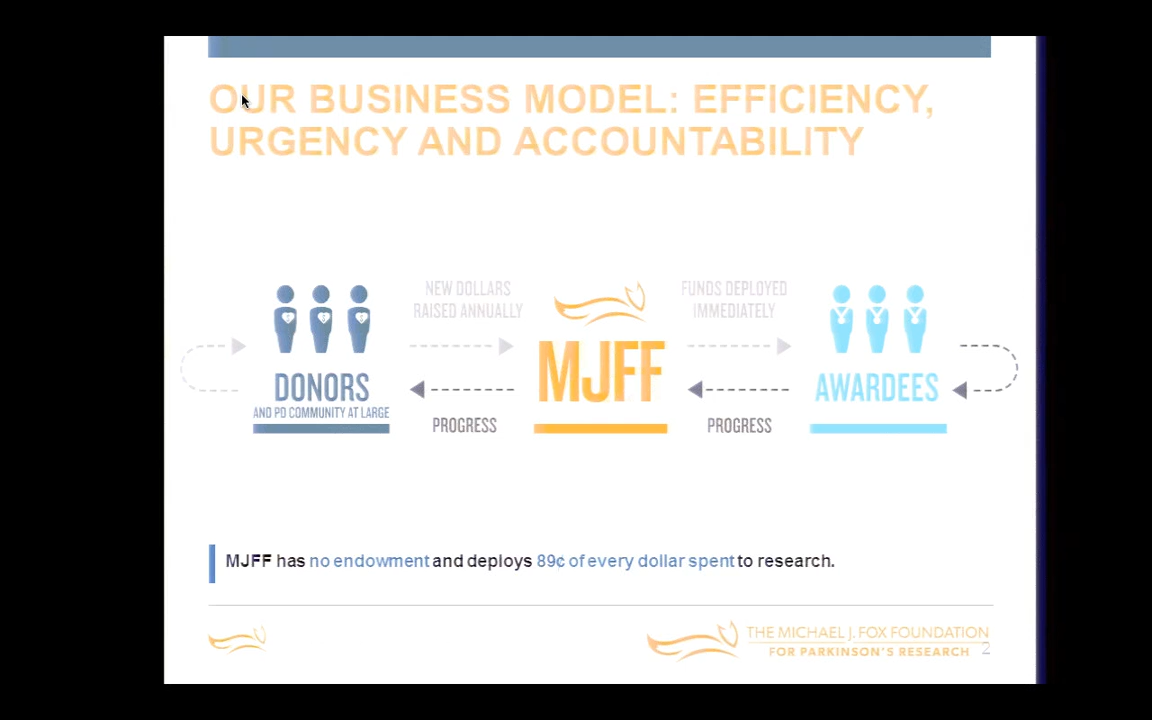 OUR BUSINESS MODEL: EFFICIENCY,
URGENCY AND ACCOUNTABILITY
NEW DOLLARS
RAISED ANNUALLY
FUNDS DEPLOYED
IMMEDIATELY
DONORS
AND PD COMMUNITY AT LARGE
MJFF
AWARDEES
PROGRESS
PROGRESS
MJFF has no endowment and deploys 89¢ of every dollar spent to research.
THE MICHAEL J. FOX FOUNDATION
FOR PARKINSON'S RESEARCH
2